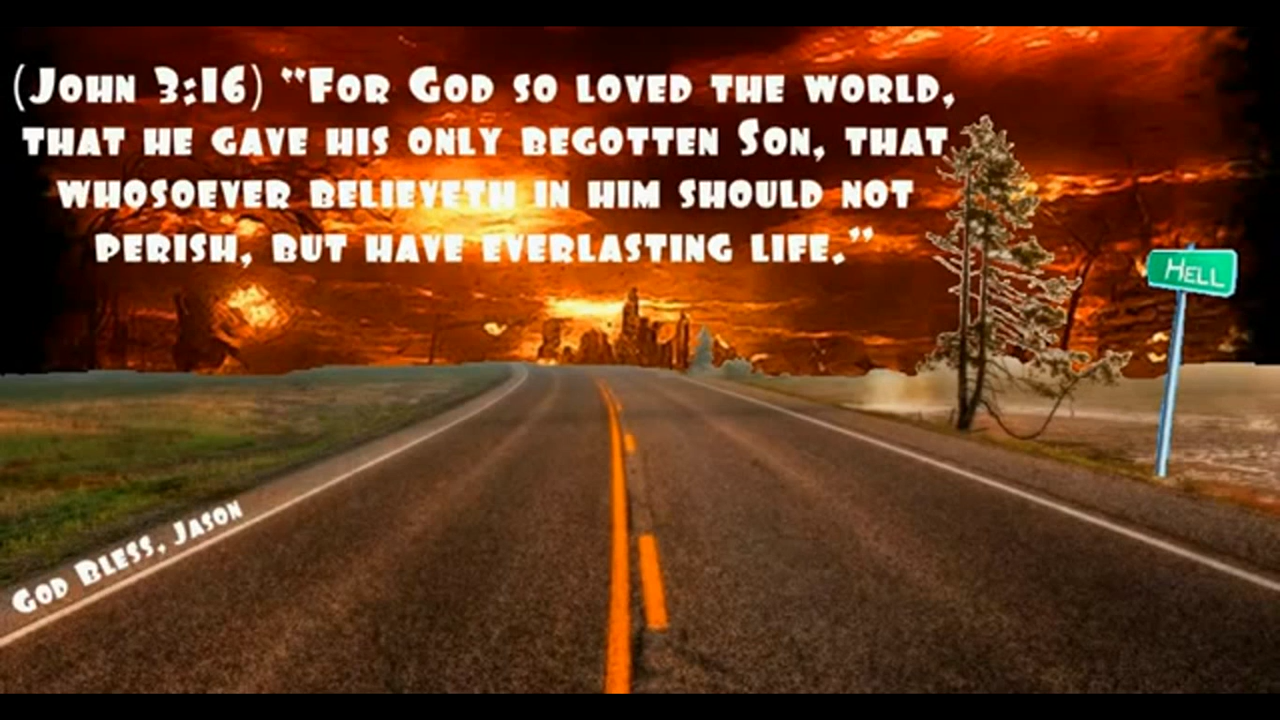 (John 3:16) "For God so loved the world,
that he gave his only begotten Son, that
whosoever believeth in him should not
perish, but have everlasting life."
Hell
God Bless, Jason